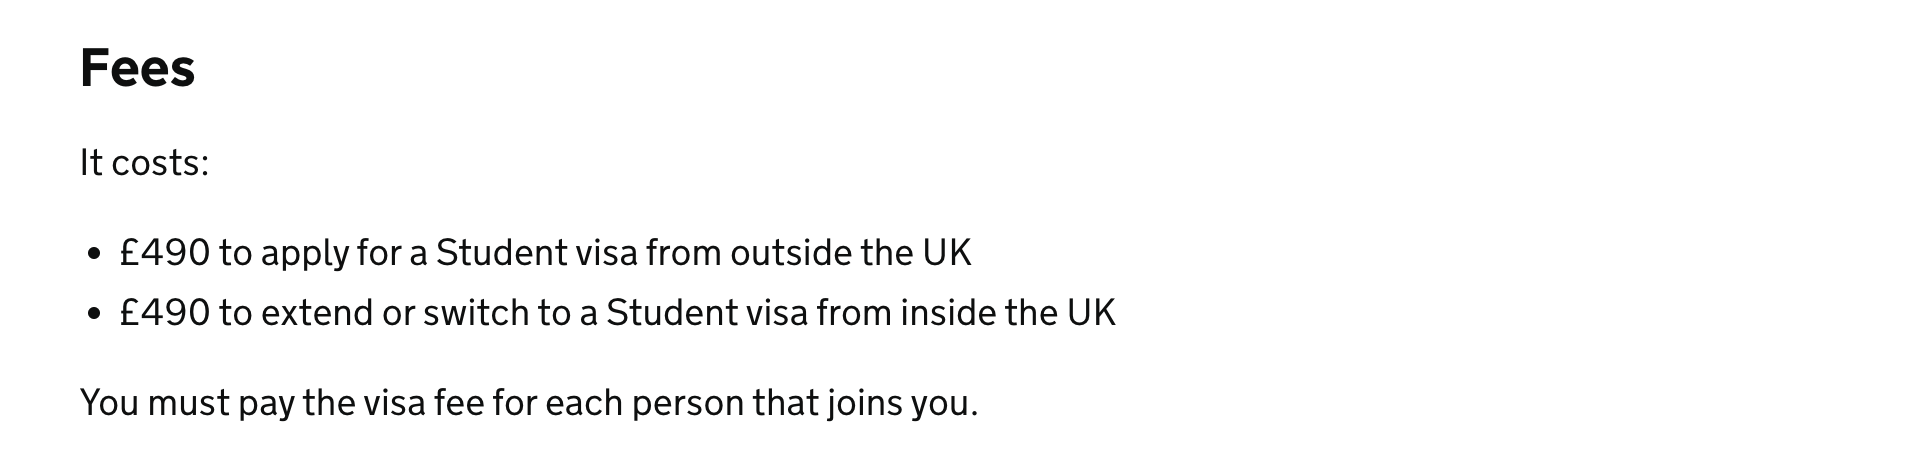 Fees
It costs:
• £490 to apply for a Student visa from outside the UK
• £490 to extend or switch to a Student visa from inside the UK
You must pay the visa fee for each person that joins you.